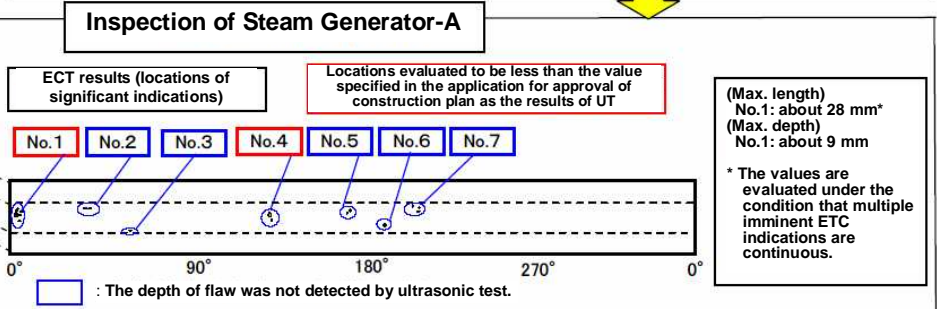 Inspection of Steam Generator-A
ECT results (locations of
significant indications)
Locations evaluated to be less than the value
specified in the application for approval of
construction plan as the results of UT
No.1
No.2
No.3
No.4
No.5
No.6
No.7
(Max. length)
No.1: about 28 mm*
(Max. depth)
No.1: about 9 mm
* The values are
evaluated under the
condition that multiple
imminent ETC
indications are
continuous.
0°
90°
180°
270°
0°
: The depth of flaw was not detected by ultrasonic test.